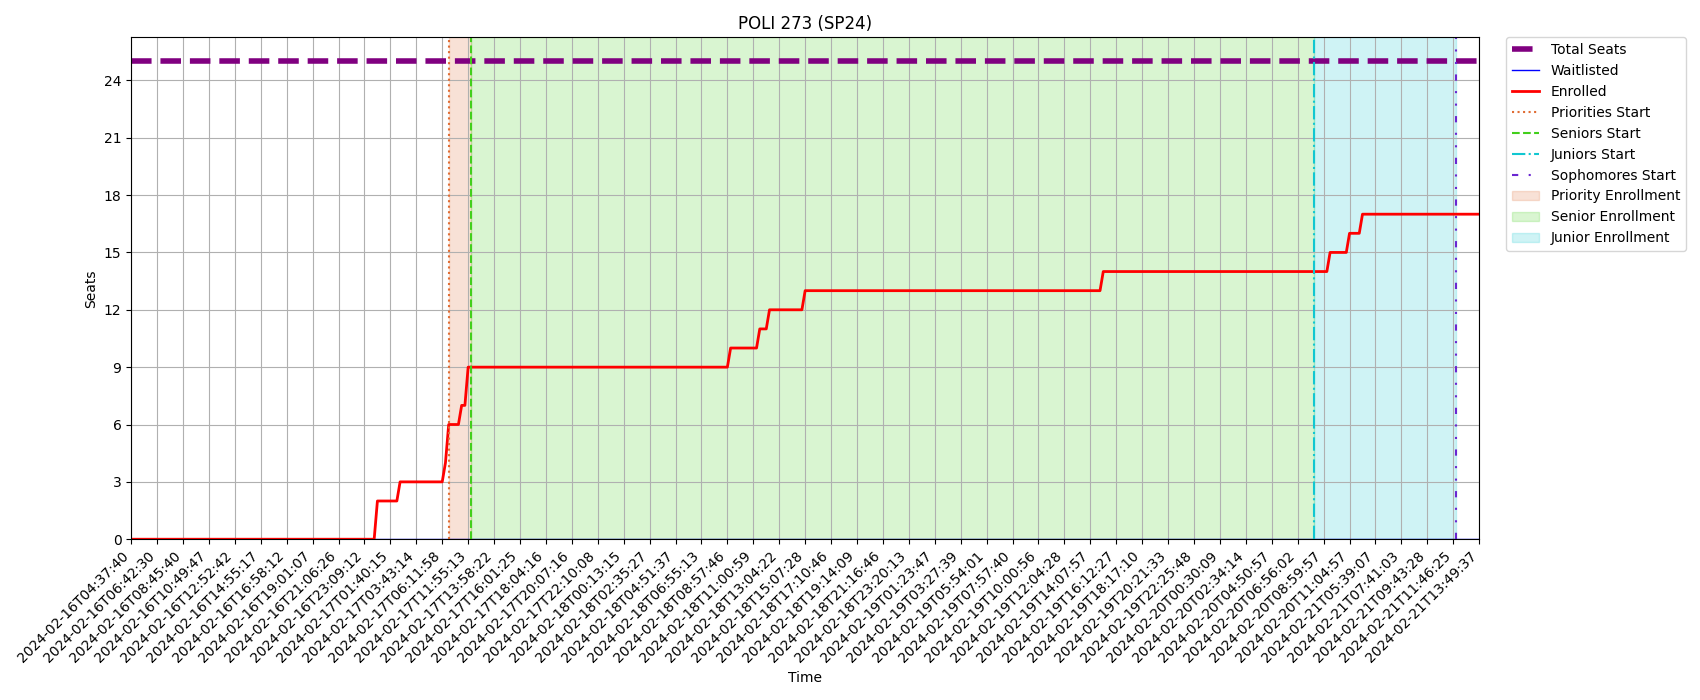 POLI 273 (SP24)
Total Seats
Waitlisted
Enrolled
Priorities Start
Seniors Start
Juniors Start
Sophomores Start
Priority Enrollment
Senior Enrollment
Junior Enrollment
Seats
24
21
18
15
12
9
6
3
0
2024-02-16T04:37:40
2024-02-16T06:42:30
2024-02-16T08:45:40
2024-02-16T10:49:47
2024-02-16T12:52:42
2024-02-16T14:55:17
2024-02-16T16:58:12
2024-02-16T19:01:07
2024-02-16T21:06:26
2024-02-16T23:09:12
2024-02-17T01:40:15
2024-02-17T03:43:14
2024-02-17T06:11:58
2024-02-17T11:55:13
2024-02-17T13:58:22
2024-02-17T16:01:25
2024-02-17T18:04:16
2024-02-17T20:07:16
2024-02-17T22:10:08
2024-02-18T00:13:15
2024-02-18T02:35:27
2024-02-18T04:51:37
2024-02-18T06:55:13
2024-02-18T08:57:46
2024-02-18T11:00:59
2024-02-18T13:04:22
2024-02-18T15:07:28
2024-02-18T17:10:46
2024-02-18T19:14:09
2024-02-18T21:16:46
2024-02-18T23:20:13
2024-02-19T01:23:47
2024-02-19T03:27:39
2024-02-19T05:54:01
2024-02-19T07:57:40
2024-02-19T10:00:56
2024-02-19T12:04:28
2024-02-19T14:07:57
2024-02-19T16:12:27
2024-02-19T18:17:10
2024-02-19T20:21:33
2024-02-19T22:25:48
2024-02-20T00:30:09
2024-02-20T02:34:14
2024-02-20T04:50:57
2024-02-20T06:56:02
2024-02-20T08:59:57
2024-02-20T11:04:57
2024-02-21T05:39:07
2024-02-21T07:41:03
2024-02-21T09:43:28
2024-02-21T11:46:25
2024-02-21T13:49:37
Time